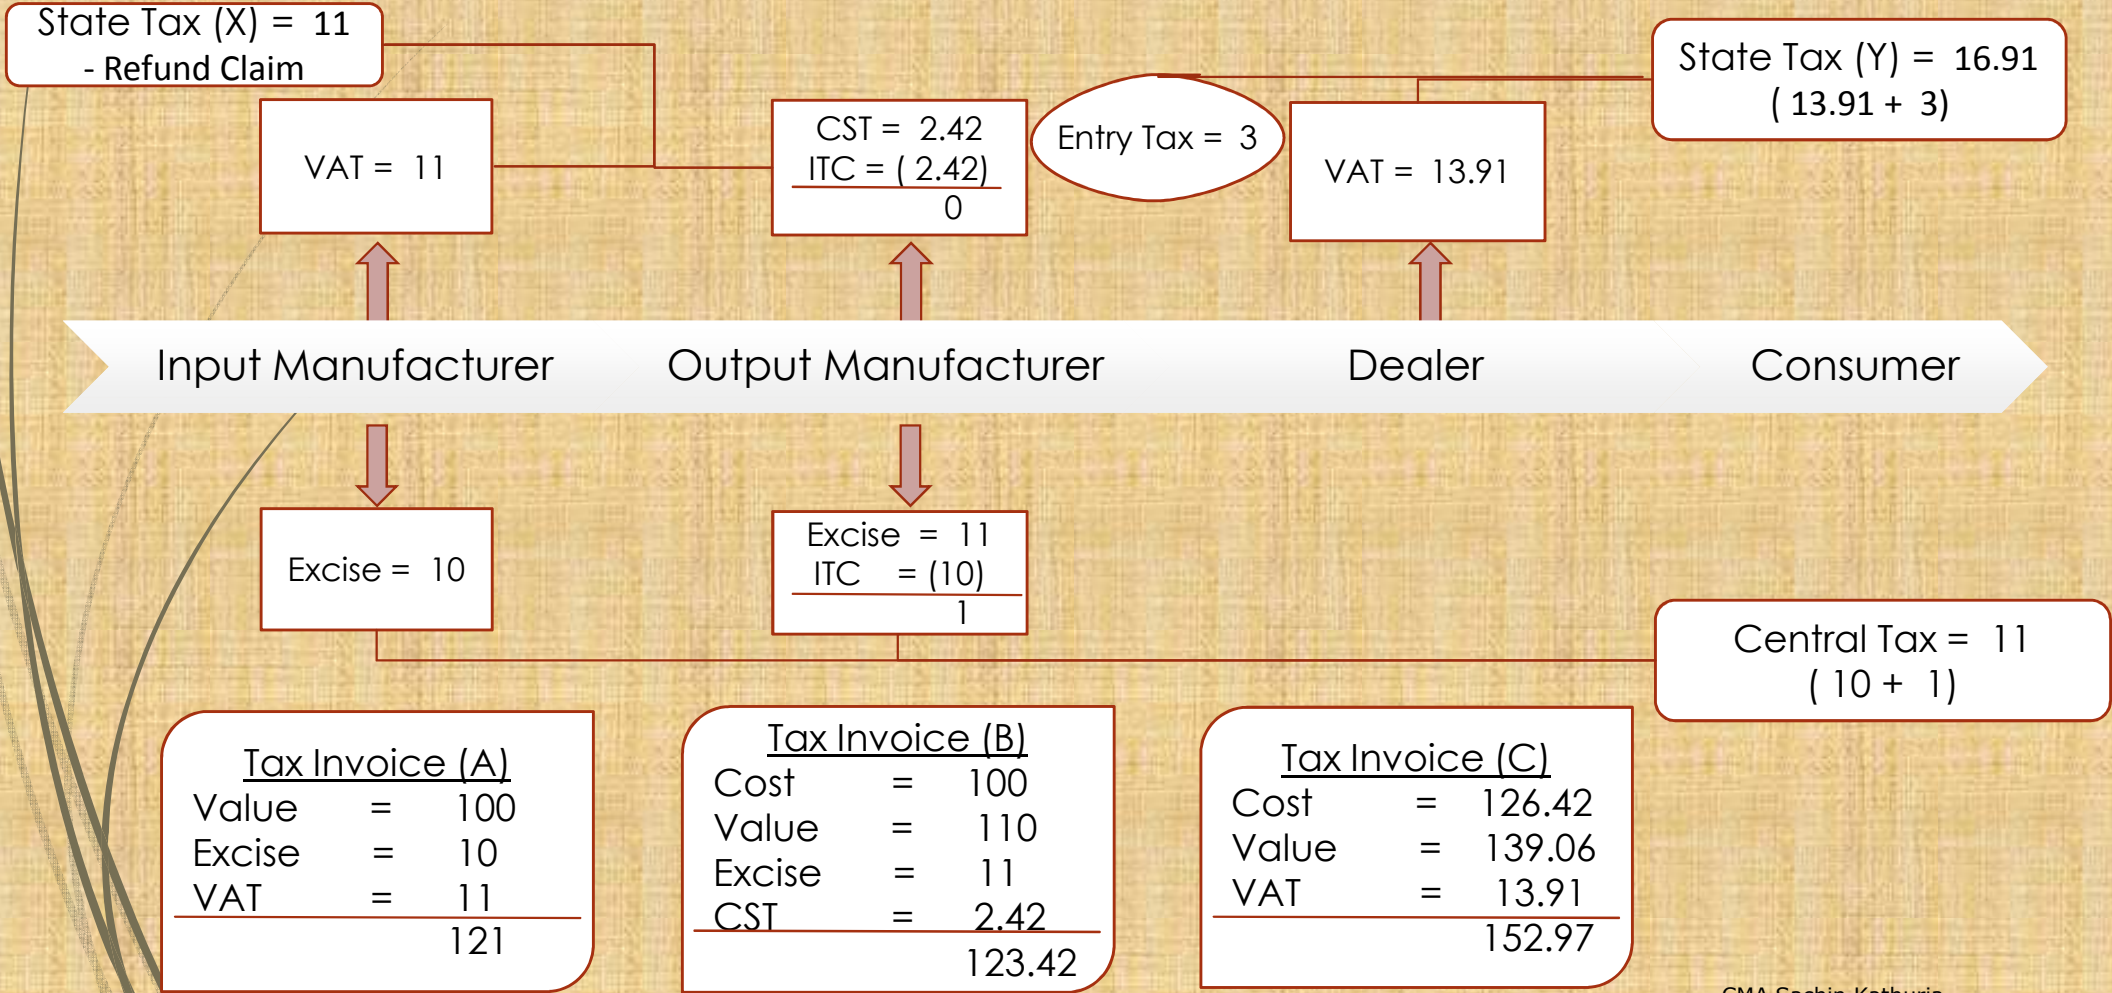 State Tax (X) = 11
- Refund Claim
State Tax (Y) = 16.91
( 13.91 + 3)
VAT = 11
CST = 2.42
ITC = ( 2.42)
0
Entry Tax = 3
VAT = 13.91
Input Manufacturer
Output Manufacturer
Dealer
Consumer
Excise = 10
Excise = 11
ITC = (10)
1
Central Tax = 11
( 10 + 1)
Tax Invoice (A)
Value = 100
Excise = 10
VAT = 11
121
Tax Invoice (B)
Cost = 100
Value = 110
Excise = 11
CST = 2.42
123.42
Tax Invoice (C)
Cost = 126.42
Value = 139.06
VAT = 13.91
152.97
CMA Sachin Kathuria